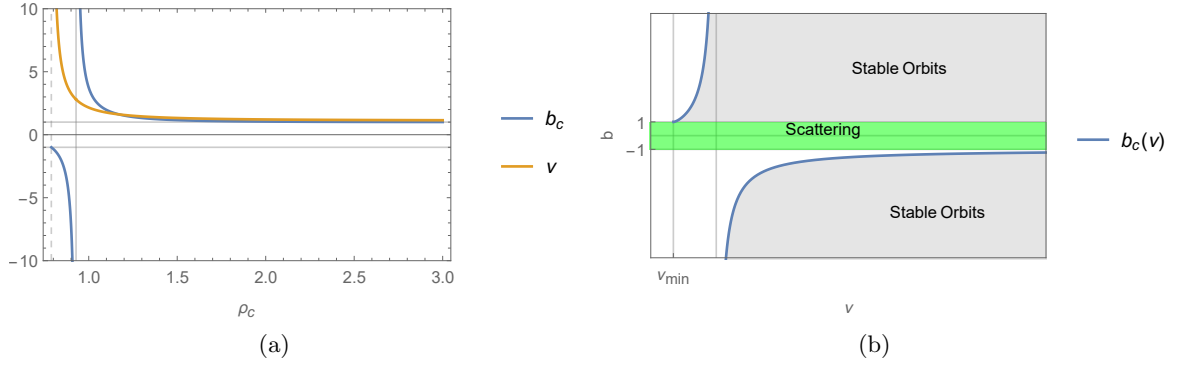 10
5
0
−5
−10
1.0 1.5 2.0 2.5 3.0
ρc
bc
v
(a)
Stable Orbits
Scattering
Stable Orbits
b
1
−1
vmin
v
bc(v)
(b)